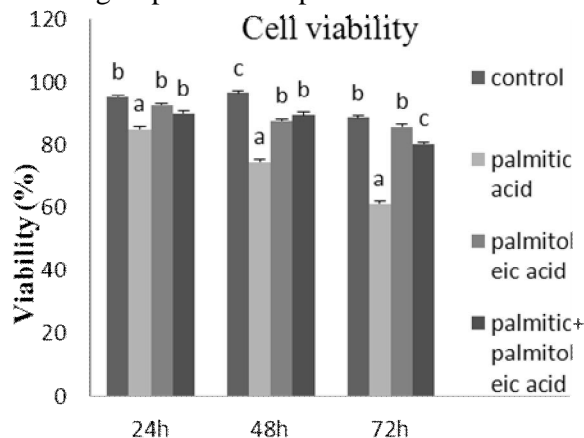 Cell viability
120
100
80
60
40
20
0
Viability (%)
b
a
b
b
c
a
b
b
b
a
b
c
24h
48h
72h
control
palmitic
acid
palmitol
eic acid
palmitic+
palmitol
eic acid